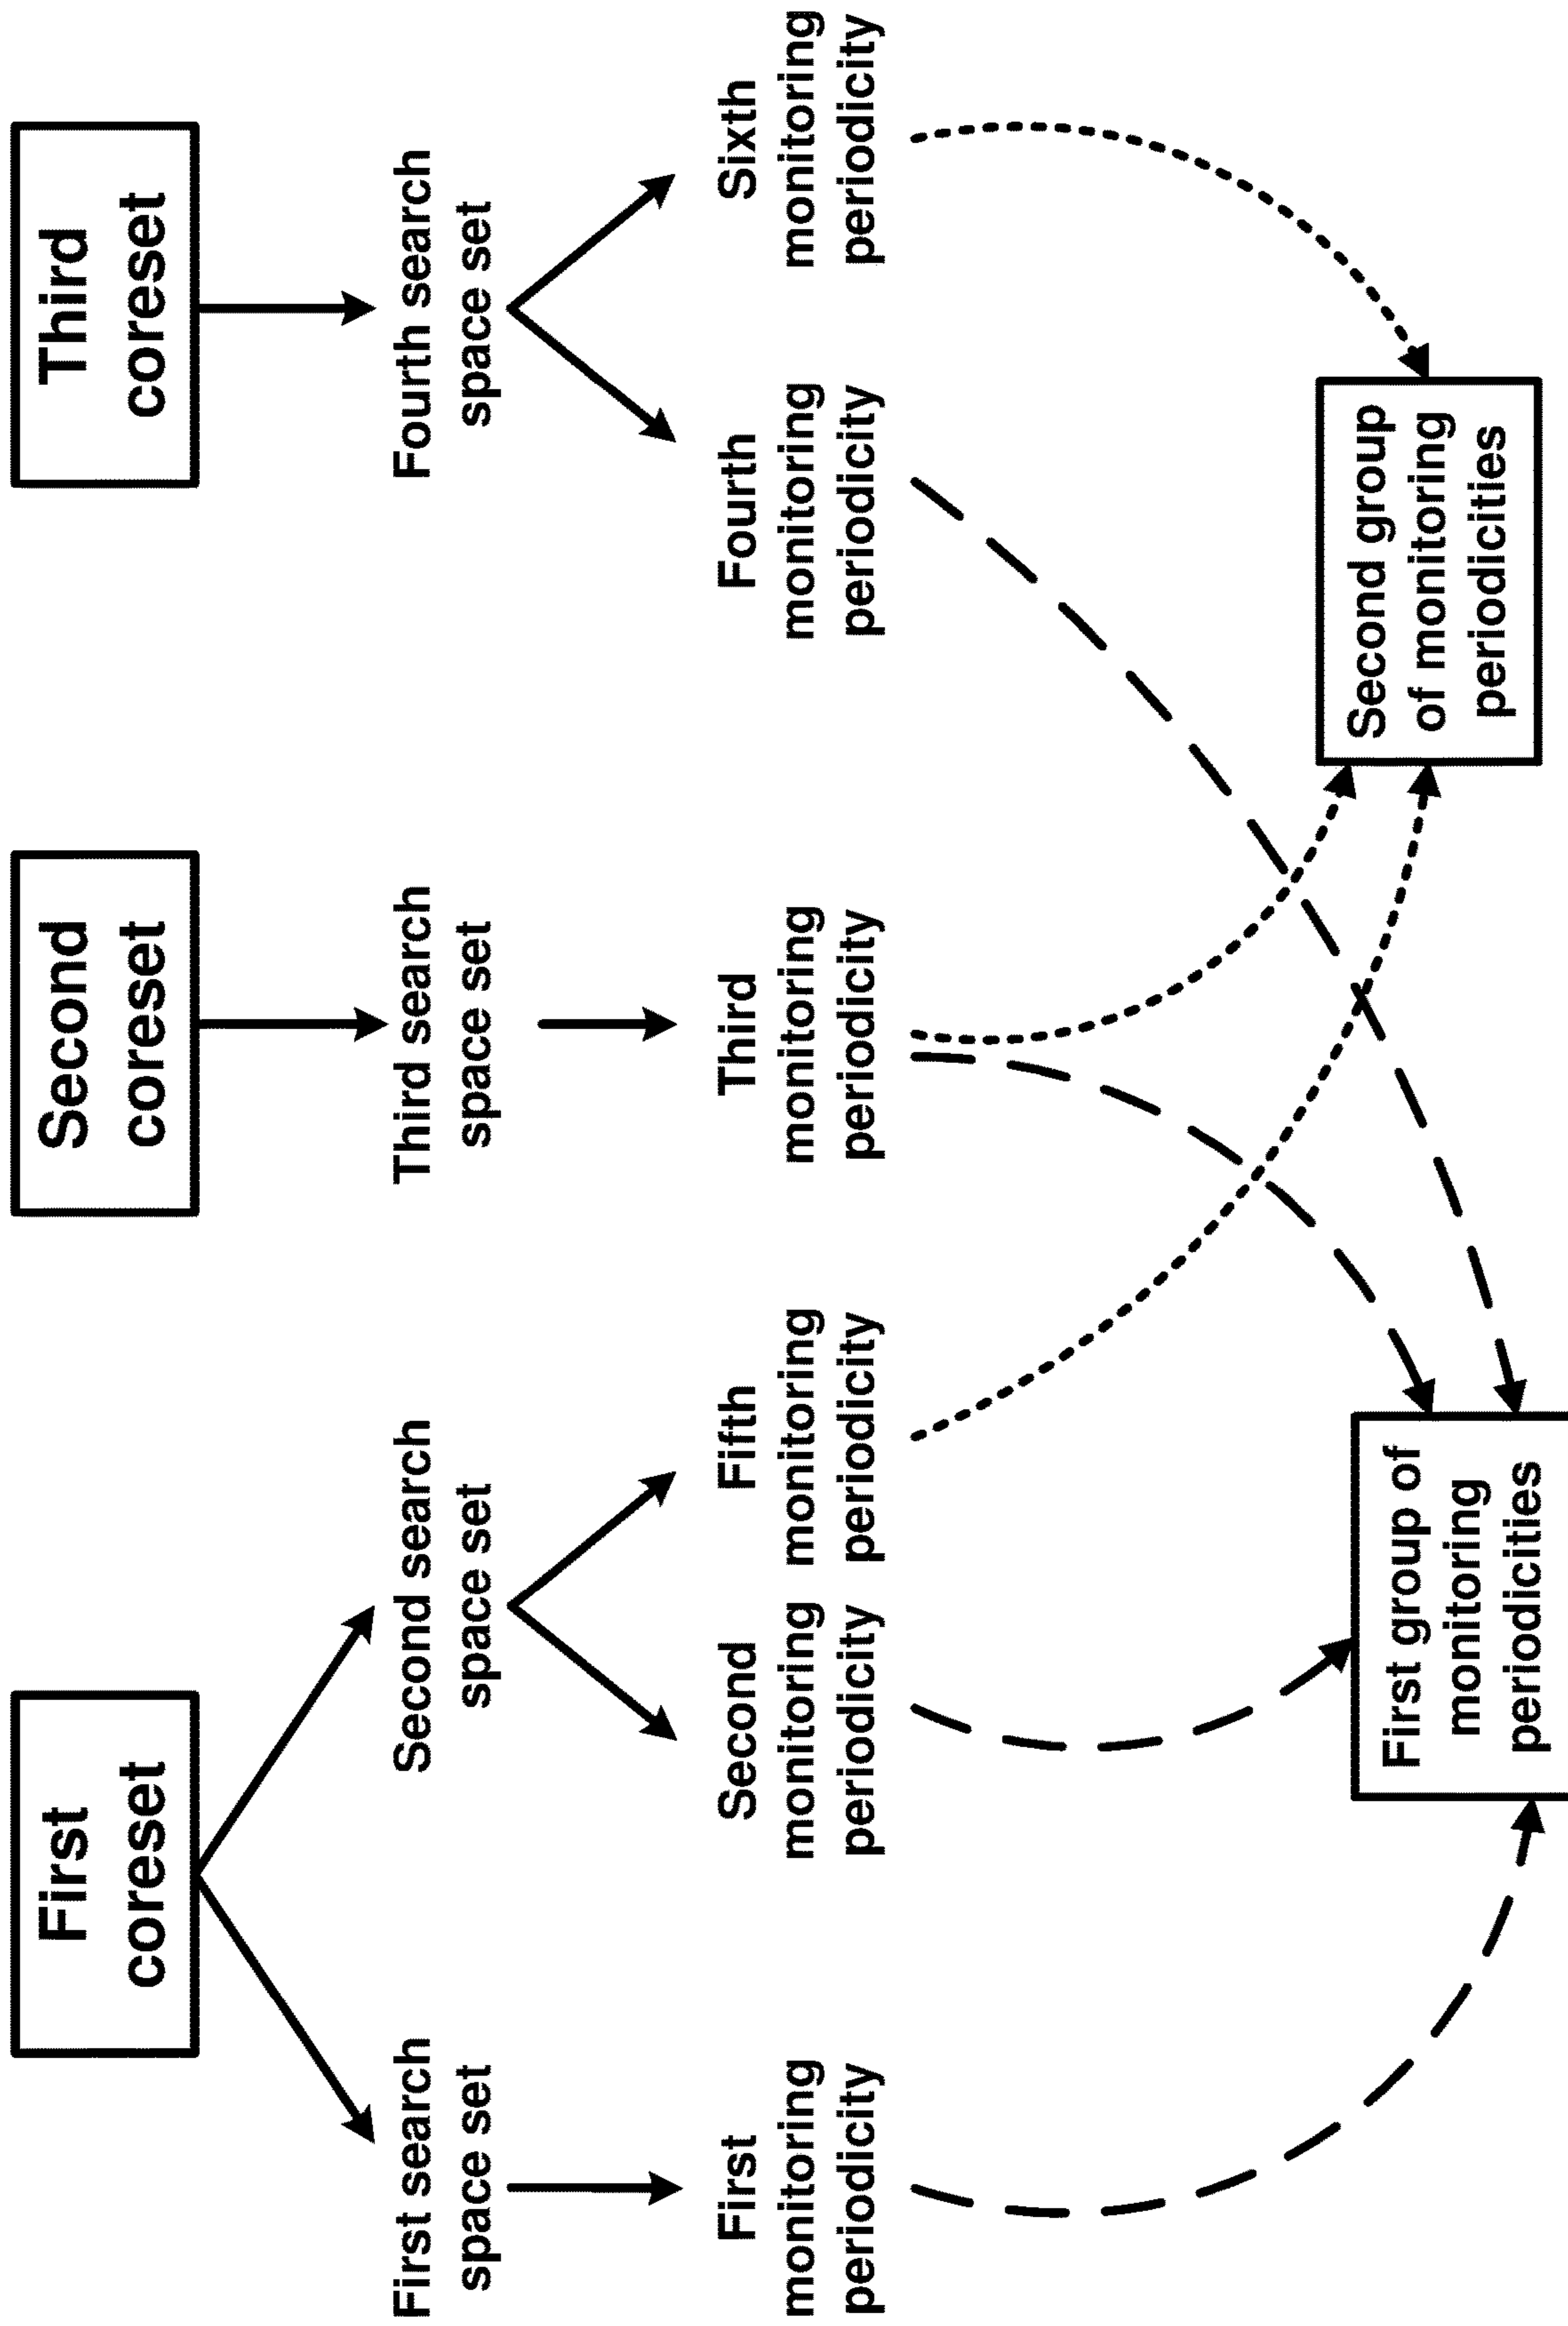 First
coreset
Second
coreset
Third
coreset
First search
space set
Second search
space set
Third search
space set
Fourth search
space set
First
monitoring
periodicity
Second
monitoring
periodicity
Fifth
monitoring
periodicity
Third
monitoring
periodicity
Fourth
monitoring
periodicity
Sixth
monitoring
periodicity
First group of
monitoring
periodicities
Second group
of monitoring
periodicities